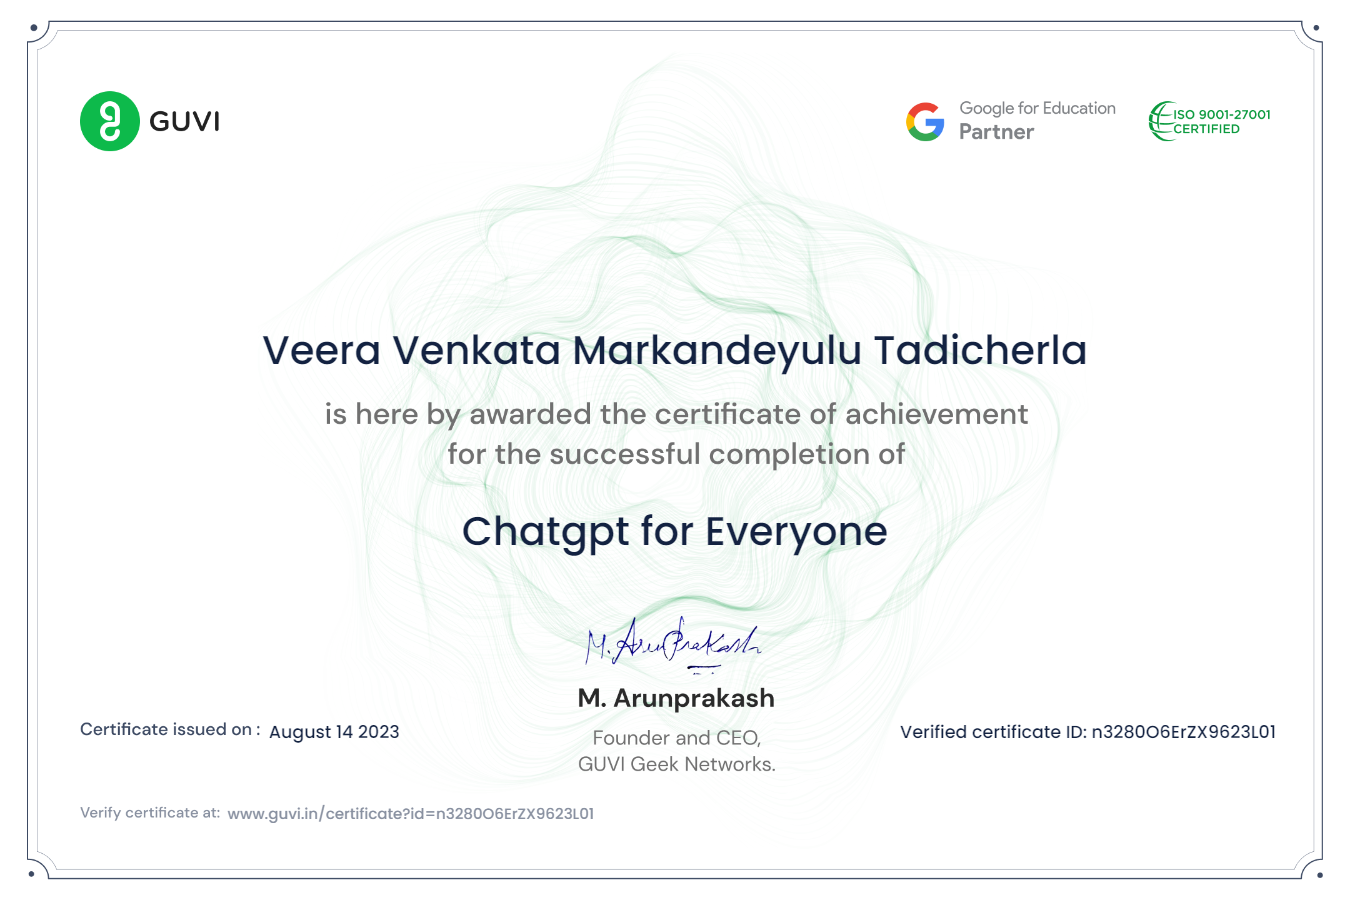 GUVI
Google for Education
Partner
ISO 9001-27001
CERTIFIED
Veera Venkata Markandeyulu Tadicherla
is here by awarded the certificate of achievement
for the successful completion of
Chatgpt for Everyone
M. Arunprakash
M. Arunprakash
Founder and CEO,
GUVI Geek Networks.
Certificate issued on : August 14 2023
Verified certificate ID: n3280O6ErZX9623L01
Verify certificate at: www.guvi.in/certificate?id=n3280O6ErZX9623L01